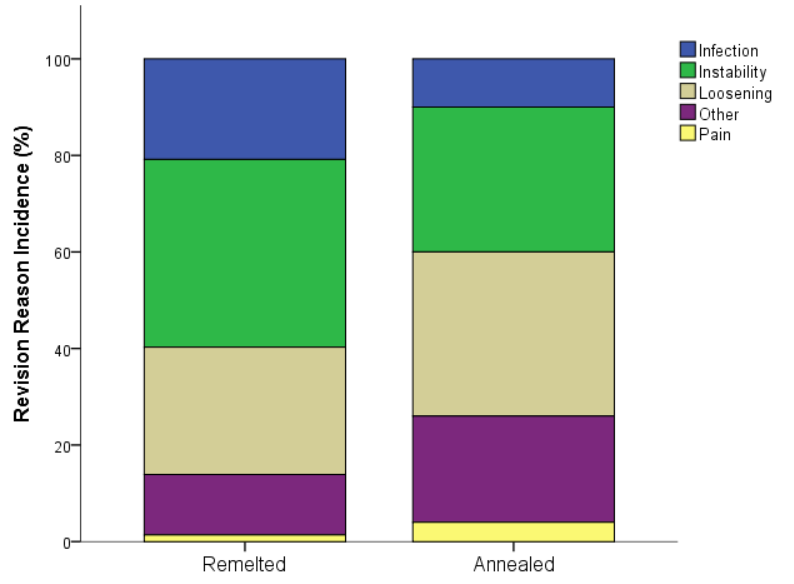 Revision Reason Incidence (%)
100
80
60
40
20
0
Remelted
Annealed
Infection
Instability
Loosening
Other
Pain